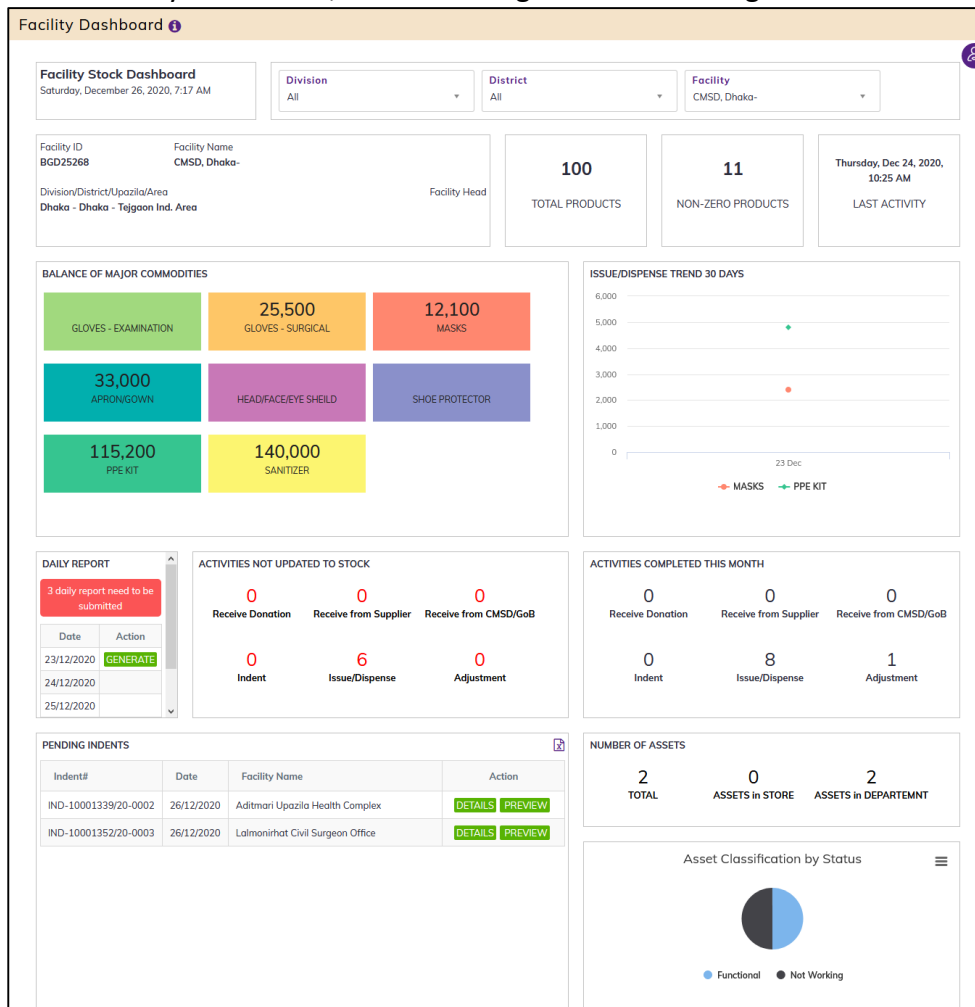 Facility Dashboard
Facility Stock Dashboard
Saturday, December 26, 2020, 7:17 AM
Division
All
District
All
Facility
CMSD, Dhaka-
Facility ID
BGD25268
Facility Name
CMSD, Dhaka-
Division/District/Upazila/Area
Dhaka - Dhaka - Tejgaon Ind. Area
Facility Head
100
TOTAL PRODUCTS
11
NON-ZERO PRODUCTS
Thursday, Dec 24, 2020,
10:25 AM
LAST ACTIVITY
BALANCE OF MAJOR COMMODITIES
GLOVES - EXAMINATION
25,500
GLOVES - SURGICAL
12,100
MASKS
33,000
APRON/GOWN
HEAD/FACE/EYE SHEILD
SHOE PROTECTOR
115,200
PPE KIT
140,000
SANITIZER
ISSUE/DISPENSE TREND 30 DAYS
6,000
5,000
4,000
3,000
2,000
1,000
0
23 Dec
MASKS PPE KIT
DAILY REPORT
3 daily report need to be
submitted
Date Action
23/12/2020 GENERATE
24/12/2020
25/12/2020
ACTIVITIES NOT UPDATED TO STOCK
0 0 0
Receive Donation Receive from Supplier Receive from CMSD/GoB
0 6 0
Indent Issue/Dispense Adjustment
ACTIVITIES COMPLETED THIS MONTH
0 0 0
Receive Donation Receive from Supplier Receive from CMSD/GoB
0 8 1
Indent Issue/Dispense Adjustment
PENDING INDENTS
Indent# Date Facility Name Action
IND-10001339/20-0002 26/12/2020 Aditmari Upazila Health Complex DETAILS PREVIEW
IND-10001352/20-0003 26/12/2020 Lalmonirhat Civil Surgeon Office DETAILS PREVIEW
NUMBER OF ASSETS
2 0 2
TOTAL ASSETS in STORE ASSETS in DEPARTEMNT
Asset Classification by Status
Functional Not Working